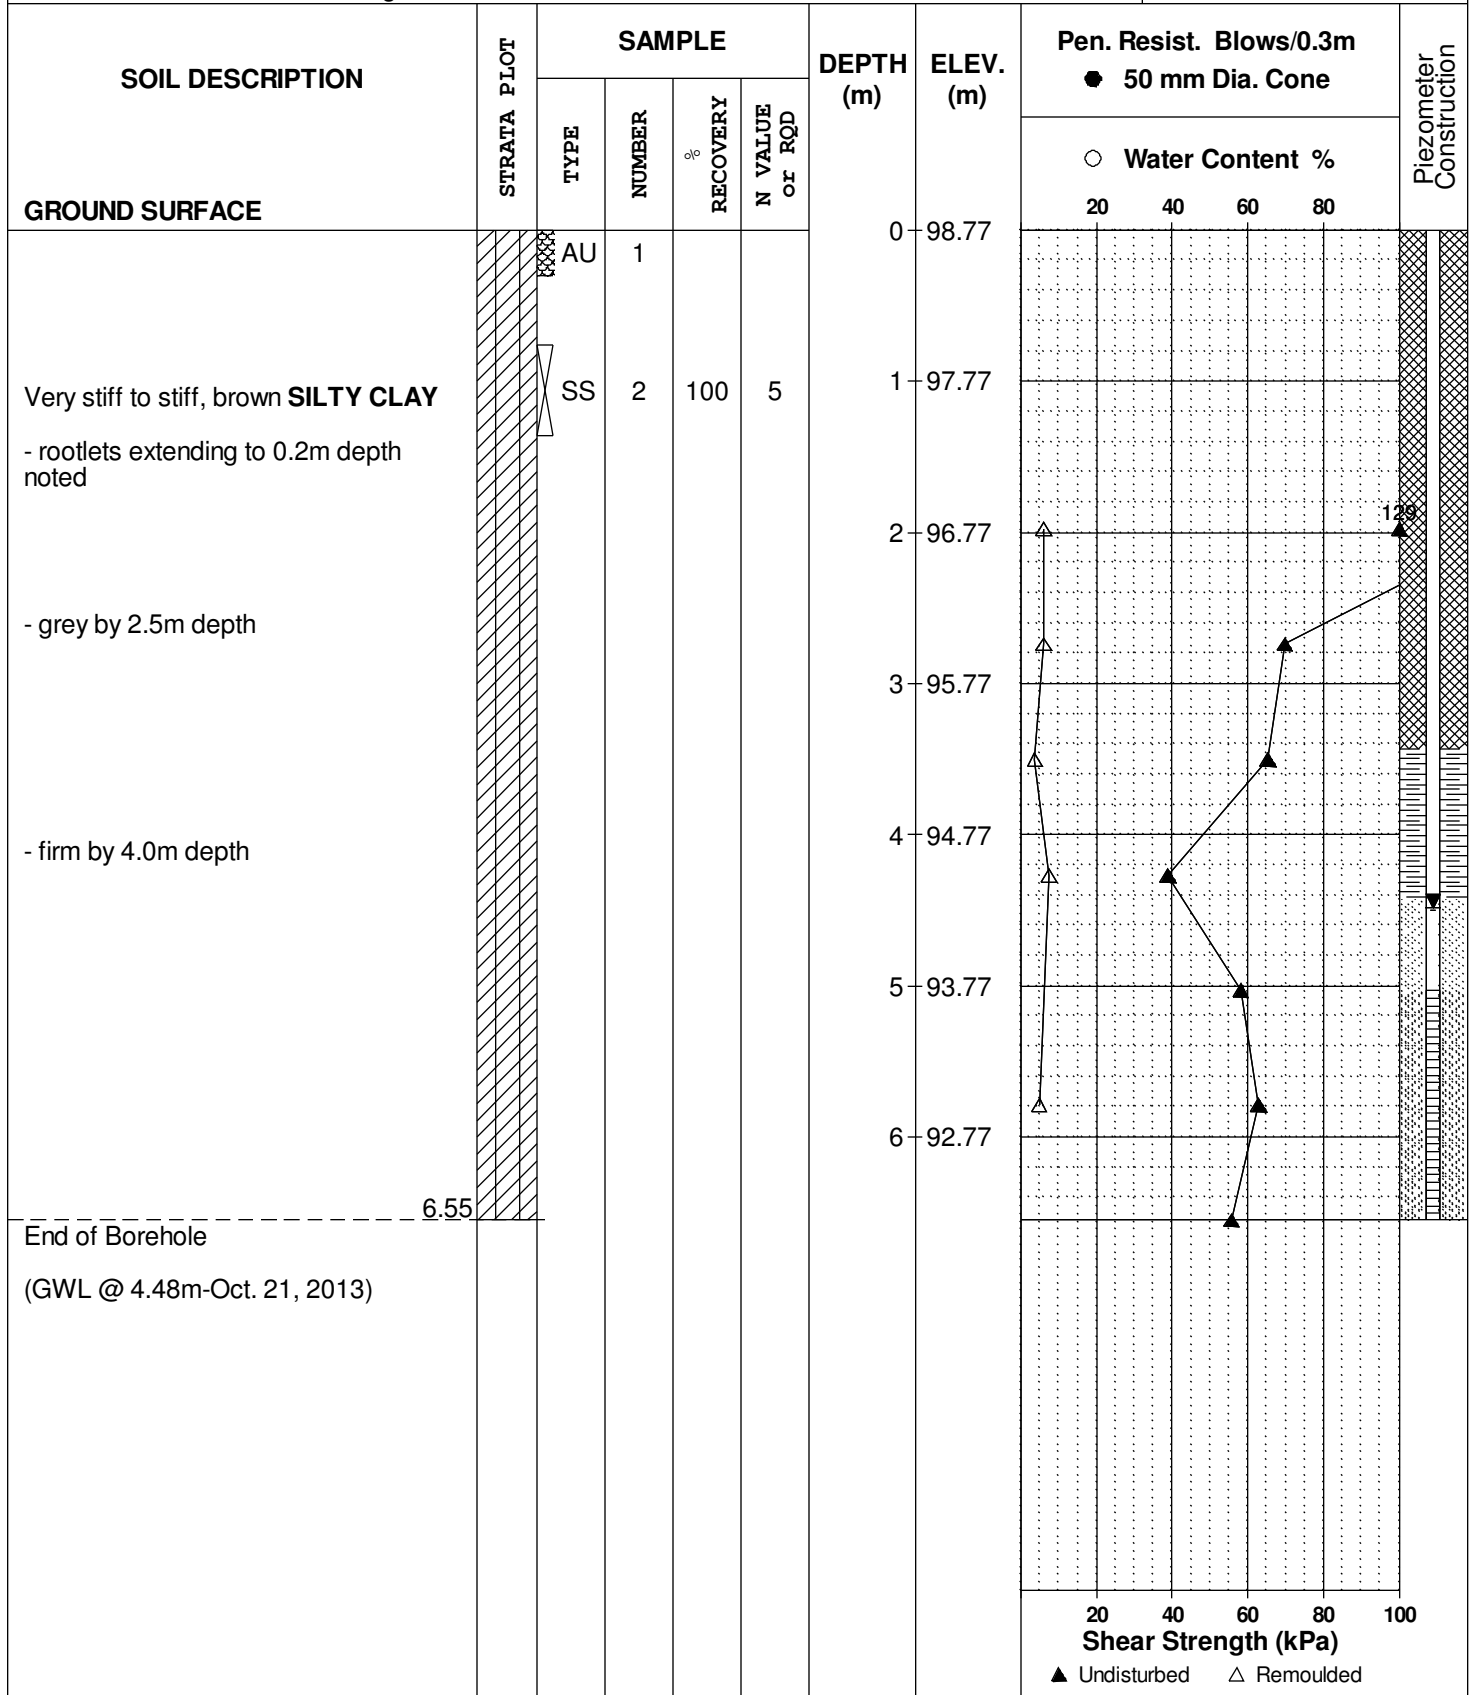 SOIL DESCRIPTION
GROUND SURFACE
STRATA PLOT
SAMPLE
TYPE
NUMBER
%
RECOVERY
N VALUE
or RQD
DEPTH
(m)
ELEV.
(m)
Pen. Resist. Blows/0.3m
● 50 mm Dia. Cone
○ Water Content %
20 40 60 80
Piezometer
Construction
0 98.77
AU 1
1 97.77
SS 2 100 5
Very stiff to stiff, brown SILTY CLAY
- rootlets extending to 0.2m depth
noted
129
2 96.77
- grey by 2.5m depth
3 95.77
4 94.77
- firm by 4.0m depth
5 93.77
6 92.77
6.55
End of Borehole
(GWL @ 4.48m-Oct. 21, 2013)
20 40 60 80 100
Shear Strength (kPa)
▲ Undisturbed △ Remoulded